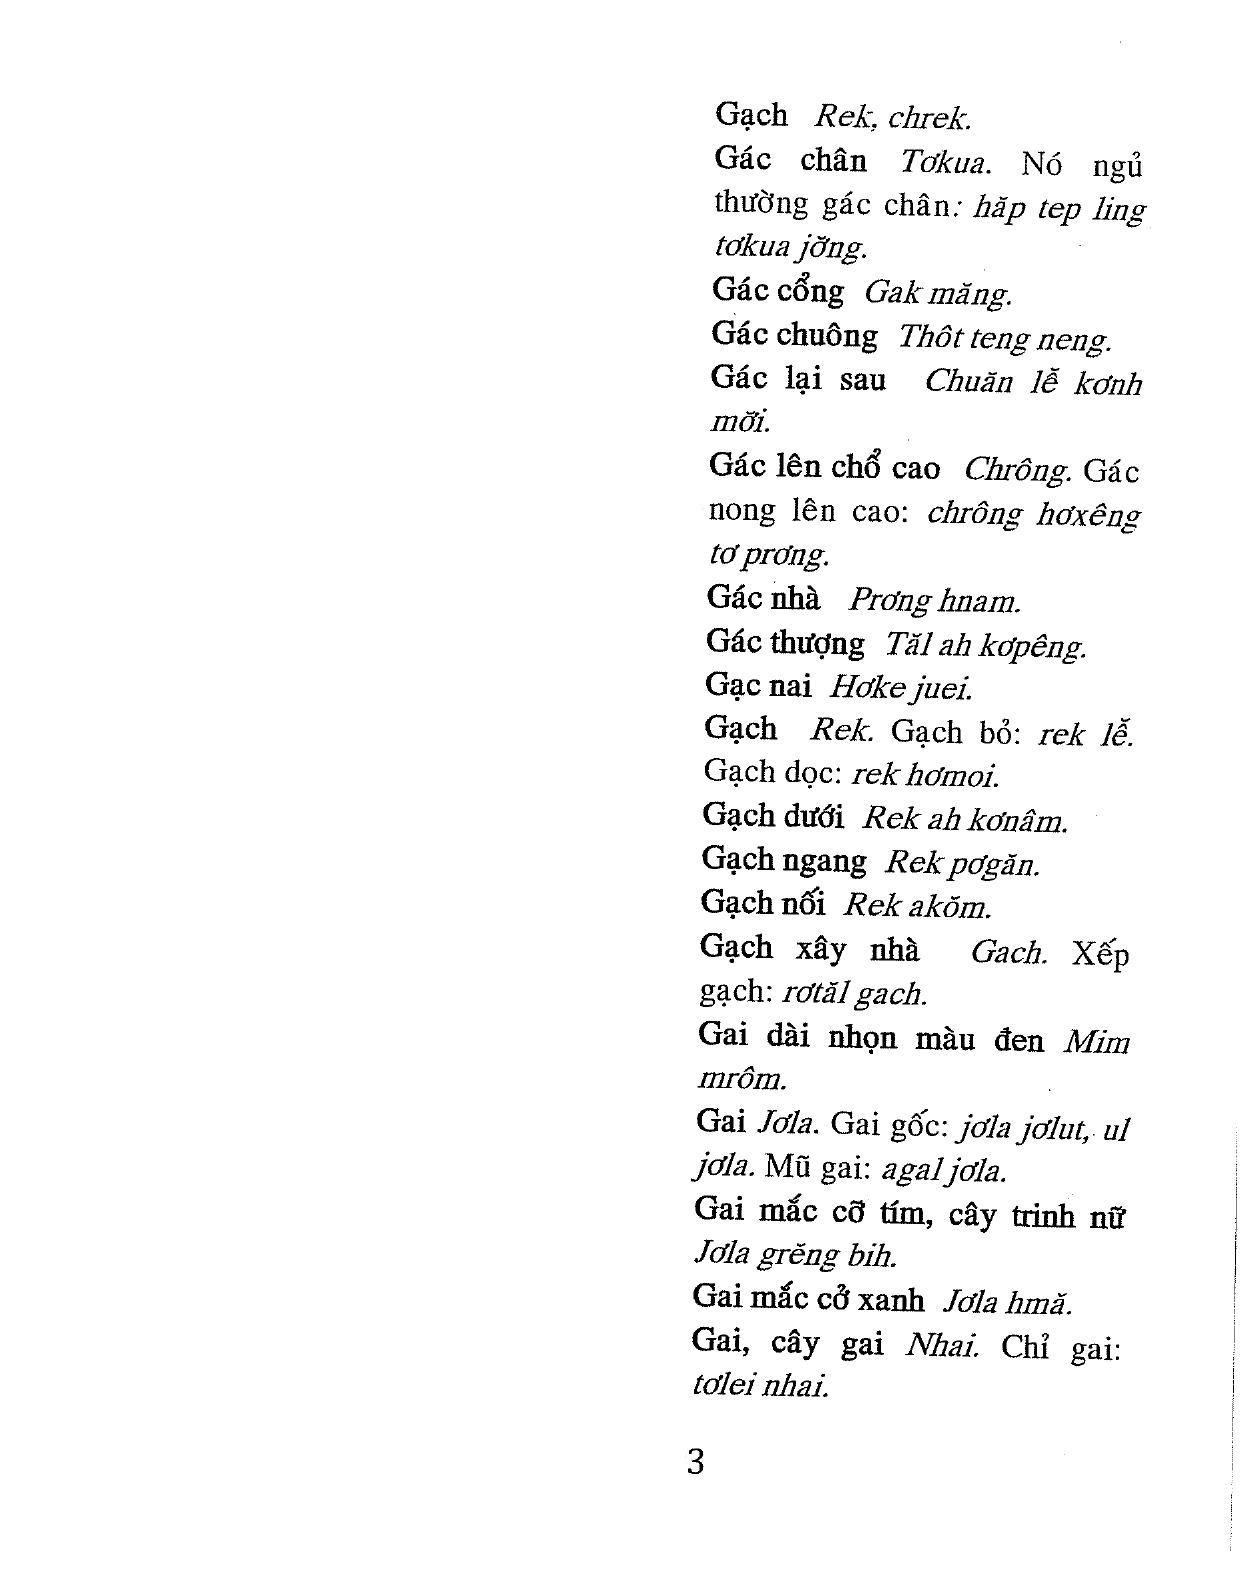 Gạch Rek, chrek.
Gác chân Tơkua. Nó ngủ
thường gác chân: hăp tep ling
tơkua jơ̆ng.
Gác cổng Gak măng.
Gác chuông Thôt teng neng.
Gác lại sau Chuăn lê̆ kơnh
mơ̆i.
Gác lên chổ cao Chrông. Gác
nong lên cao: chrông hơxêng
tơ prơng.
Gác nhà Prơng hnam.
Gác thượng Tăl ah kơpêng.
Gạc nai Hơke juei.
Gạch Rek. Gạch bỏ: rek lê̆.
Gạch dọc: rek hơmoi.
Gạch dưới Rek ah kơnâm.
Gạch ngang Rek pơgăn.
Gạch nối Rek akŏm.
Gạch xây nhà Gach. Xếp
gạch: rơtăl gach.
Gai dài nhọn màu đen Mim
mrôm.
Gai Jơla. Gai gốc: jơla jơlut, ul
jơla. Mũ gai: agal jơla.
Gai mắc cỡ tím, cây trinh nữ
Jơla grĕng bih.
Gai mắc cở xanh Jơla hmă.
Gai, cây gai Nhai. Chỉ gai:
tơlei nhai.
3